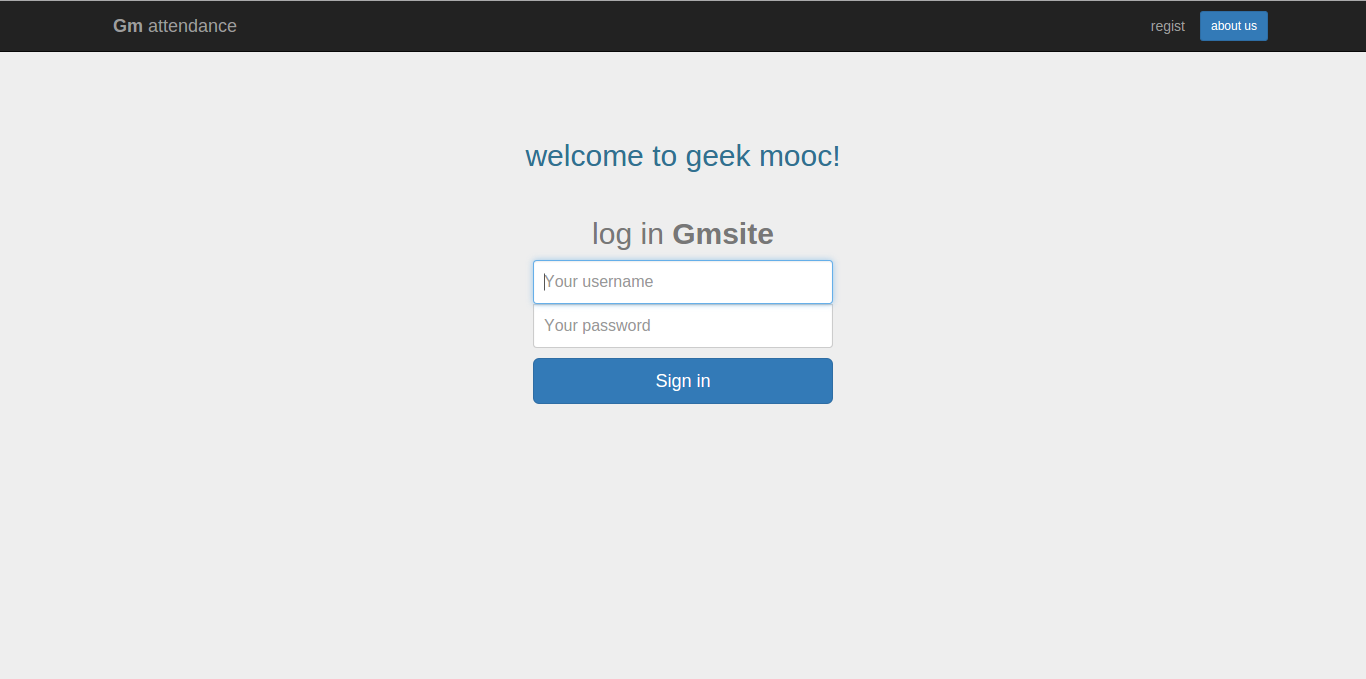 Gm attendance
regist
about us
welcome to geek mooc!
log in Gmsite
Your username
Your password
Sign in